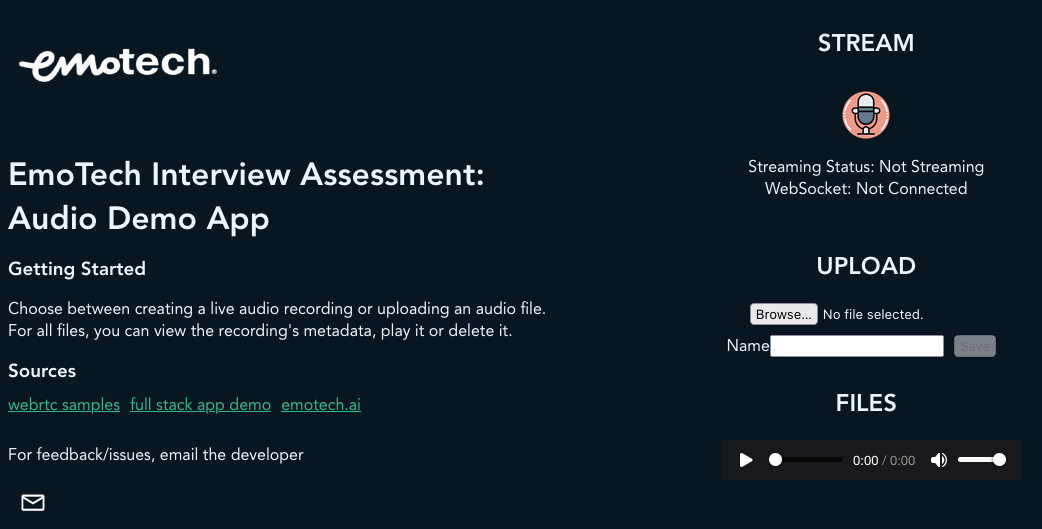 emotech®
EmoTech Interview Assessment:
Audio Demo App
Getting Started
Choose between creating a live audio recording or uploading an audio file.
For all files, you can view the recording's metadata, play it or delete it.
Sources
webrtc samples full stack app demo emotech.ai
For feedback/issues, email the developer
STREAM
Streaming Status: Not Streaming
WebSocket: Not Connected
UPLOAD
Browse... No file selected.
Name Save
FILES
0:00 / 0:00